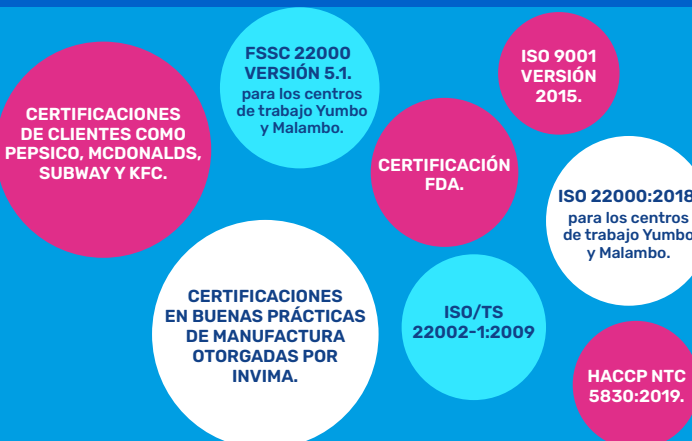 CERTIFICACIONES
DE CLIENTES COMO
PEPSICO, MCDONALDS,
SUBWAY Y KFC.
FSSC 22000
VERSIÓN 5.1.
para los centros
de trabajo Yumbo
y Malambo.
ISO 9001
VERSIÓN
2015.
CERTIFICACIÓN
FDA.
ISO 22000:2018
para los centros
de trabajo Yumbo
y Malambo.
CERTIFICACIONES
EN BUENAS PRÁCTICAS
DE MANUFACTURA
OTORGADAS POR
INVIMA.
ISO/TS
22002-1:2009
HACCP NTC
5830:2019.